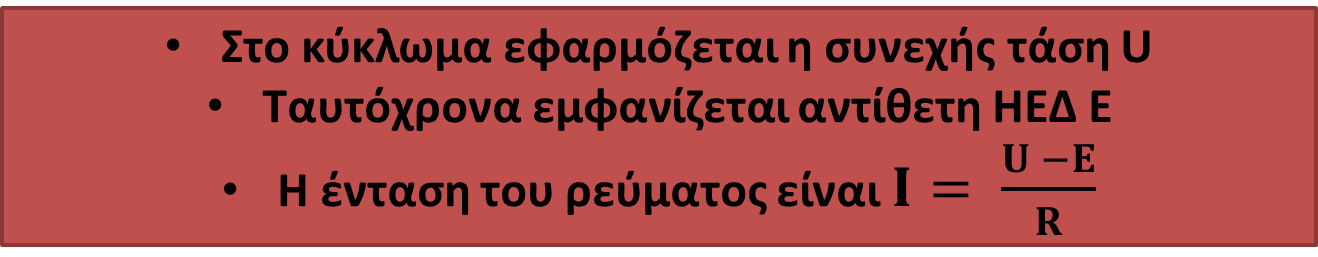 • Στο κύκλωμα εφαρμόζεται η συνεχής τάση U
• Ταυτόχρονα εμφανίζεται αντίθετη ΗΕΔ Ε
• Η ένταση του ρεύματος είναι I = (U − E)/R